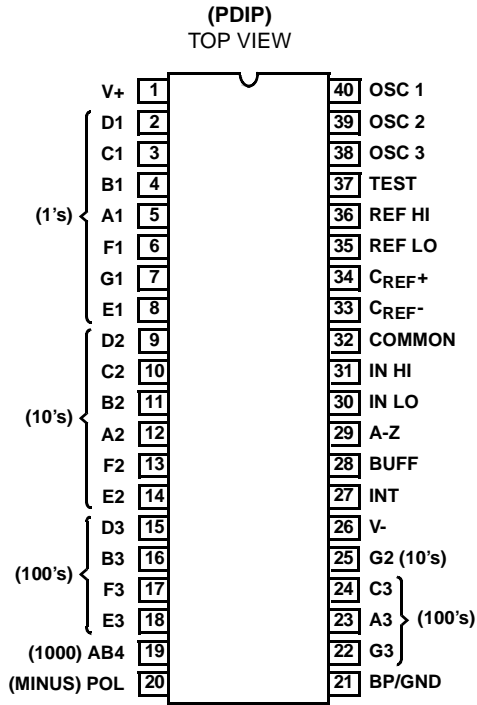 (PDIP)
TOP VIEW
V+ 1 40 OSC 1
D1 2 39 OSC 2
C1 3 38 OSC 3
B1 4 37 TEST
(1's) A1 5 36 REF HI
F1 6 35 REF LO
G1 7 34 CREF+
E1 8 33 CREF-
D2 9 32 COMMON
C2 10 31 IN HI
B2 11 30 IN LO
(10's) A2 12 29 A-Z
F2 13 28 BUFF
E2 14 27 INT
D3 15 26 V-
B3 16 25 G2 (10's)
(100's) F3 17 24 C3
E3 18 23 A3 (100's)
(1000) AB4 19 22 G3
(MINUS) POL 20 21 BP/GND